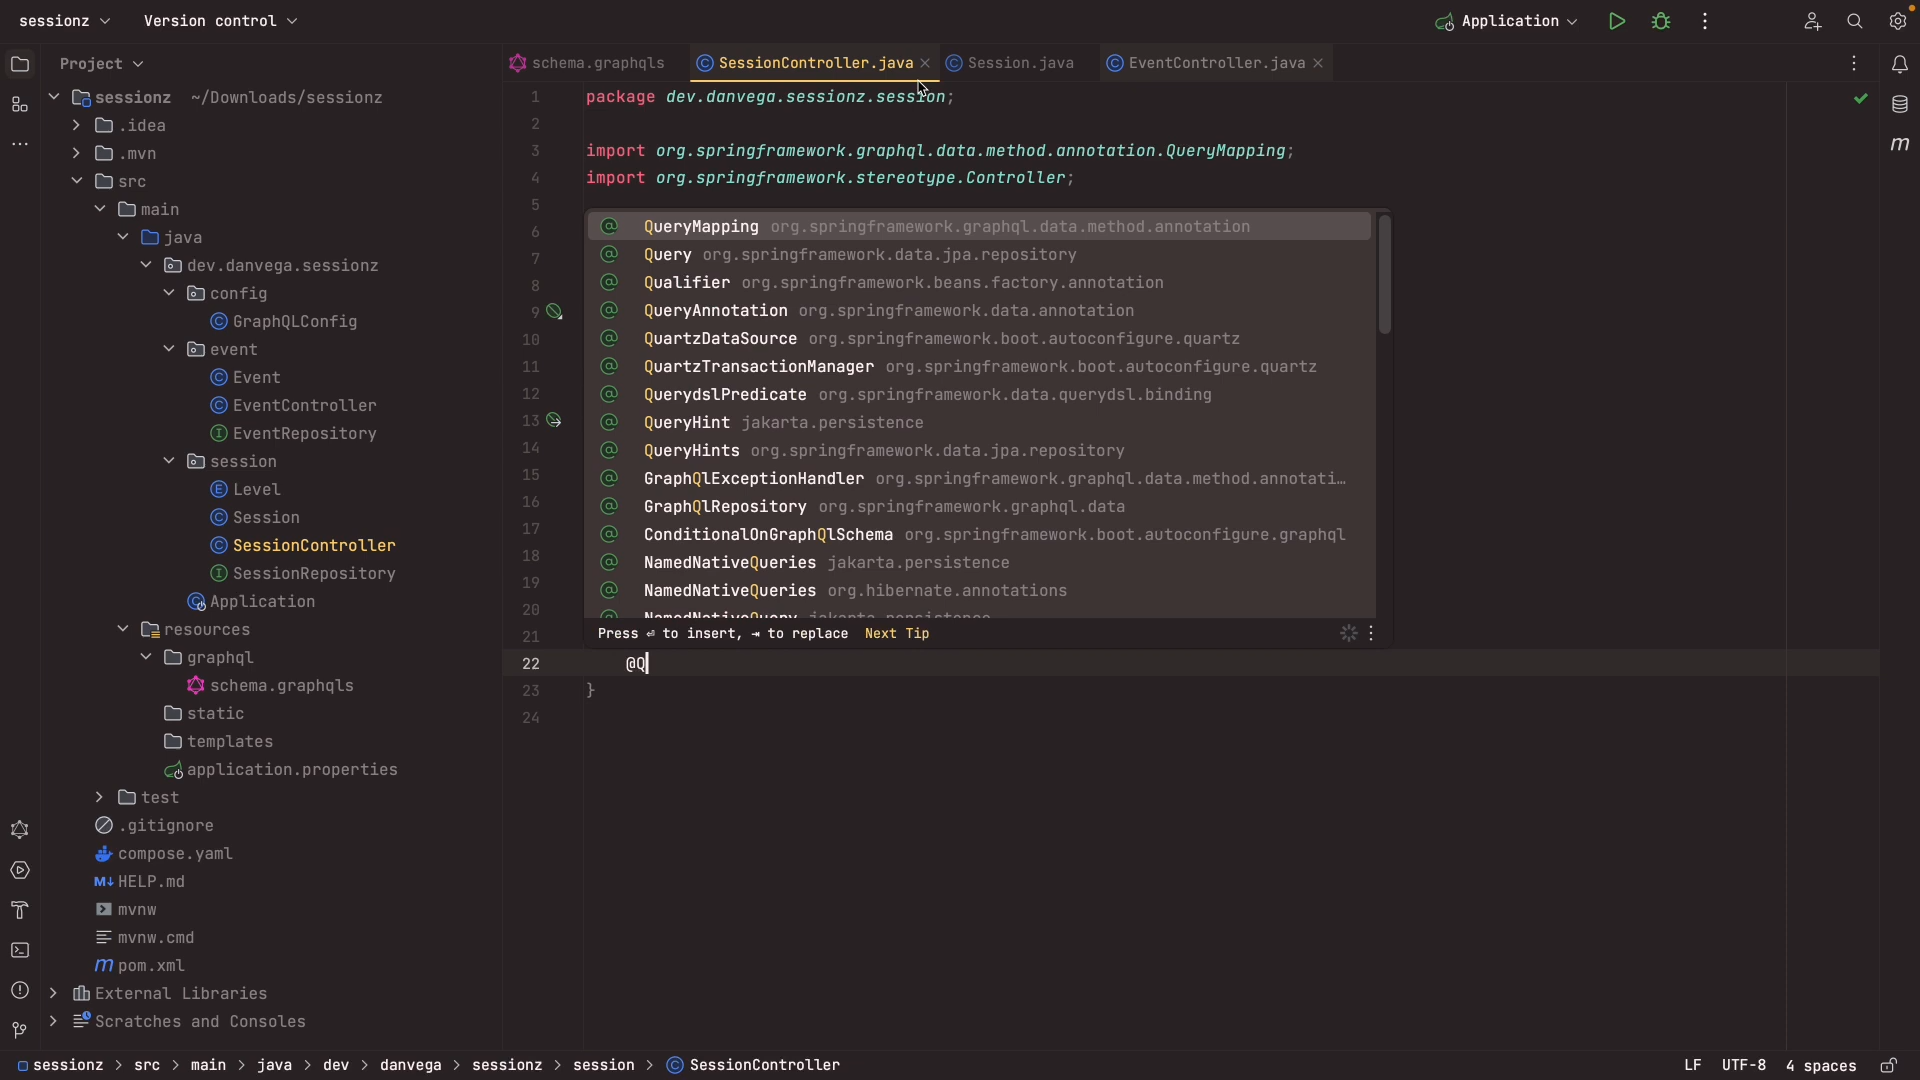 sessionz
Version control
Application
Project
schema.graphqls
SessionController.java
Session.java
EventController.java
sessionz ~/Downloads/sessionz
.idea
.mvn
src
main
java
dev.danvega.sessionz
config
GraphQLConfig
event
Event
EventController
EventRepository
session
Level
Session
SessionController
SessionRepository
Application
resources
graphql
schema.graphqls
static
templates
application.properties
test
.gitignore
compose.yaml
HELP.md
mvnw
mvnw.cmd
pom.xml
External Libraries
Scratches and Consoles
1 package dev.danvega.sessionz.session;
2
3 import org.springframework.graphql.data.method.annotation.QueryMapping;
4 import org.springframework.stereotype.Controller;
5
6
7
8
9
10
11
12
13
14
15
16
17
18
19
20
21
QueryMapping org.springframework.graphql.data.method.annotation
Query org.springframework.data.jpa.repository
Qualifier org.springframework.beans.factory.annotation
QueryAnnotation org.springframework.data.annotation
QuartzDataSource org.springframework.boot.autoconfigure.quartz
QuartzTransactionManager org.springframework.boot.autoconfigure.quartz
QuerydslPredicate org.springframework.data.querydsl.binding
QueryHint jakarta.persistence
QueryHints org.springframework.data.jpa.repository
GraphQlExceptionHandler org.springframework.graphql.data.method.annotati…
GraphQlRepository org.springframework.graphql.data
ConditionalOnGraphQlSchema org.springframework.boot.autoconfigure.graphql
NamedNativeQueries jakarta.persistence
NamedNativeQueries org.hibernate.annotations
NamedNativeQuery jakarta.persistence
Press ⏎ to insert, ⇥ to replace Next Tip
22 @Q
23 }
24
sessionz > src > main > java > dev > danvega > sessionz > session > SessionController
LF UTF-8 4 spaces